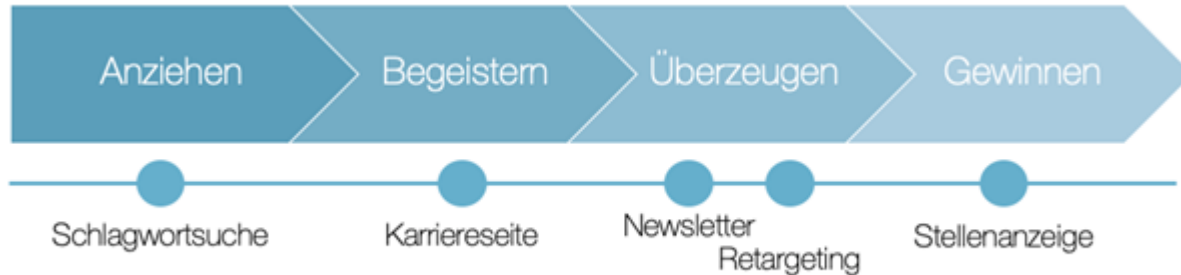 Anziehen
Begeistern
Überzeugen
Gewinnen
Schlagwortsuche
Karriereseite
Newsletter
Retargeting
Stellenanzeige